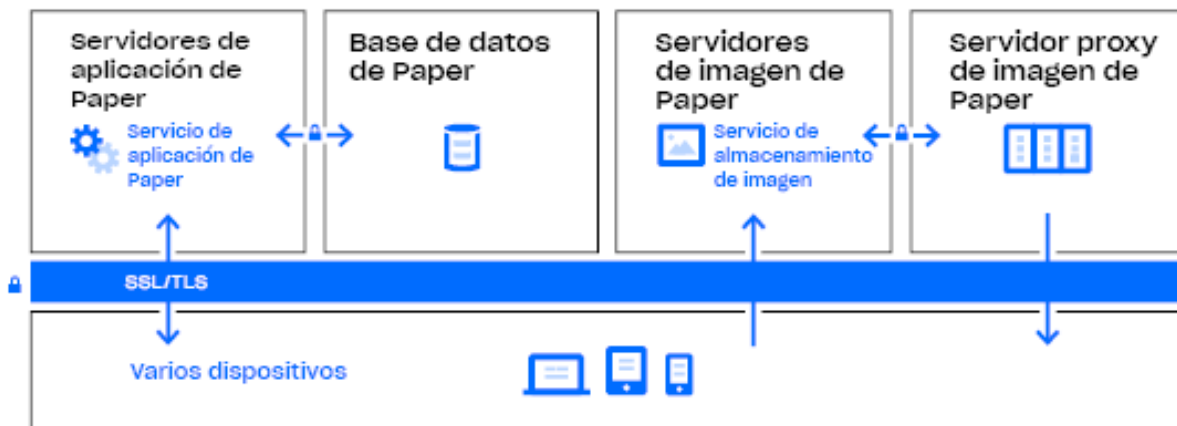 Servidores de
aplicación de
Paper
Servicio de
aplicación de
Paper
Base de datos
de Paper
Servidores
de imagen de
Paper
Servicio de
almacenamiento
de imagen
Servidor proxy
de imagen de
Paper
SSL/TLS
Varios dispositivos